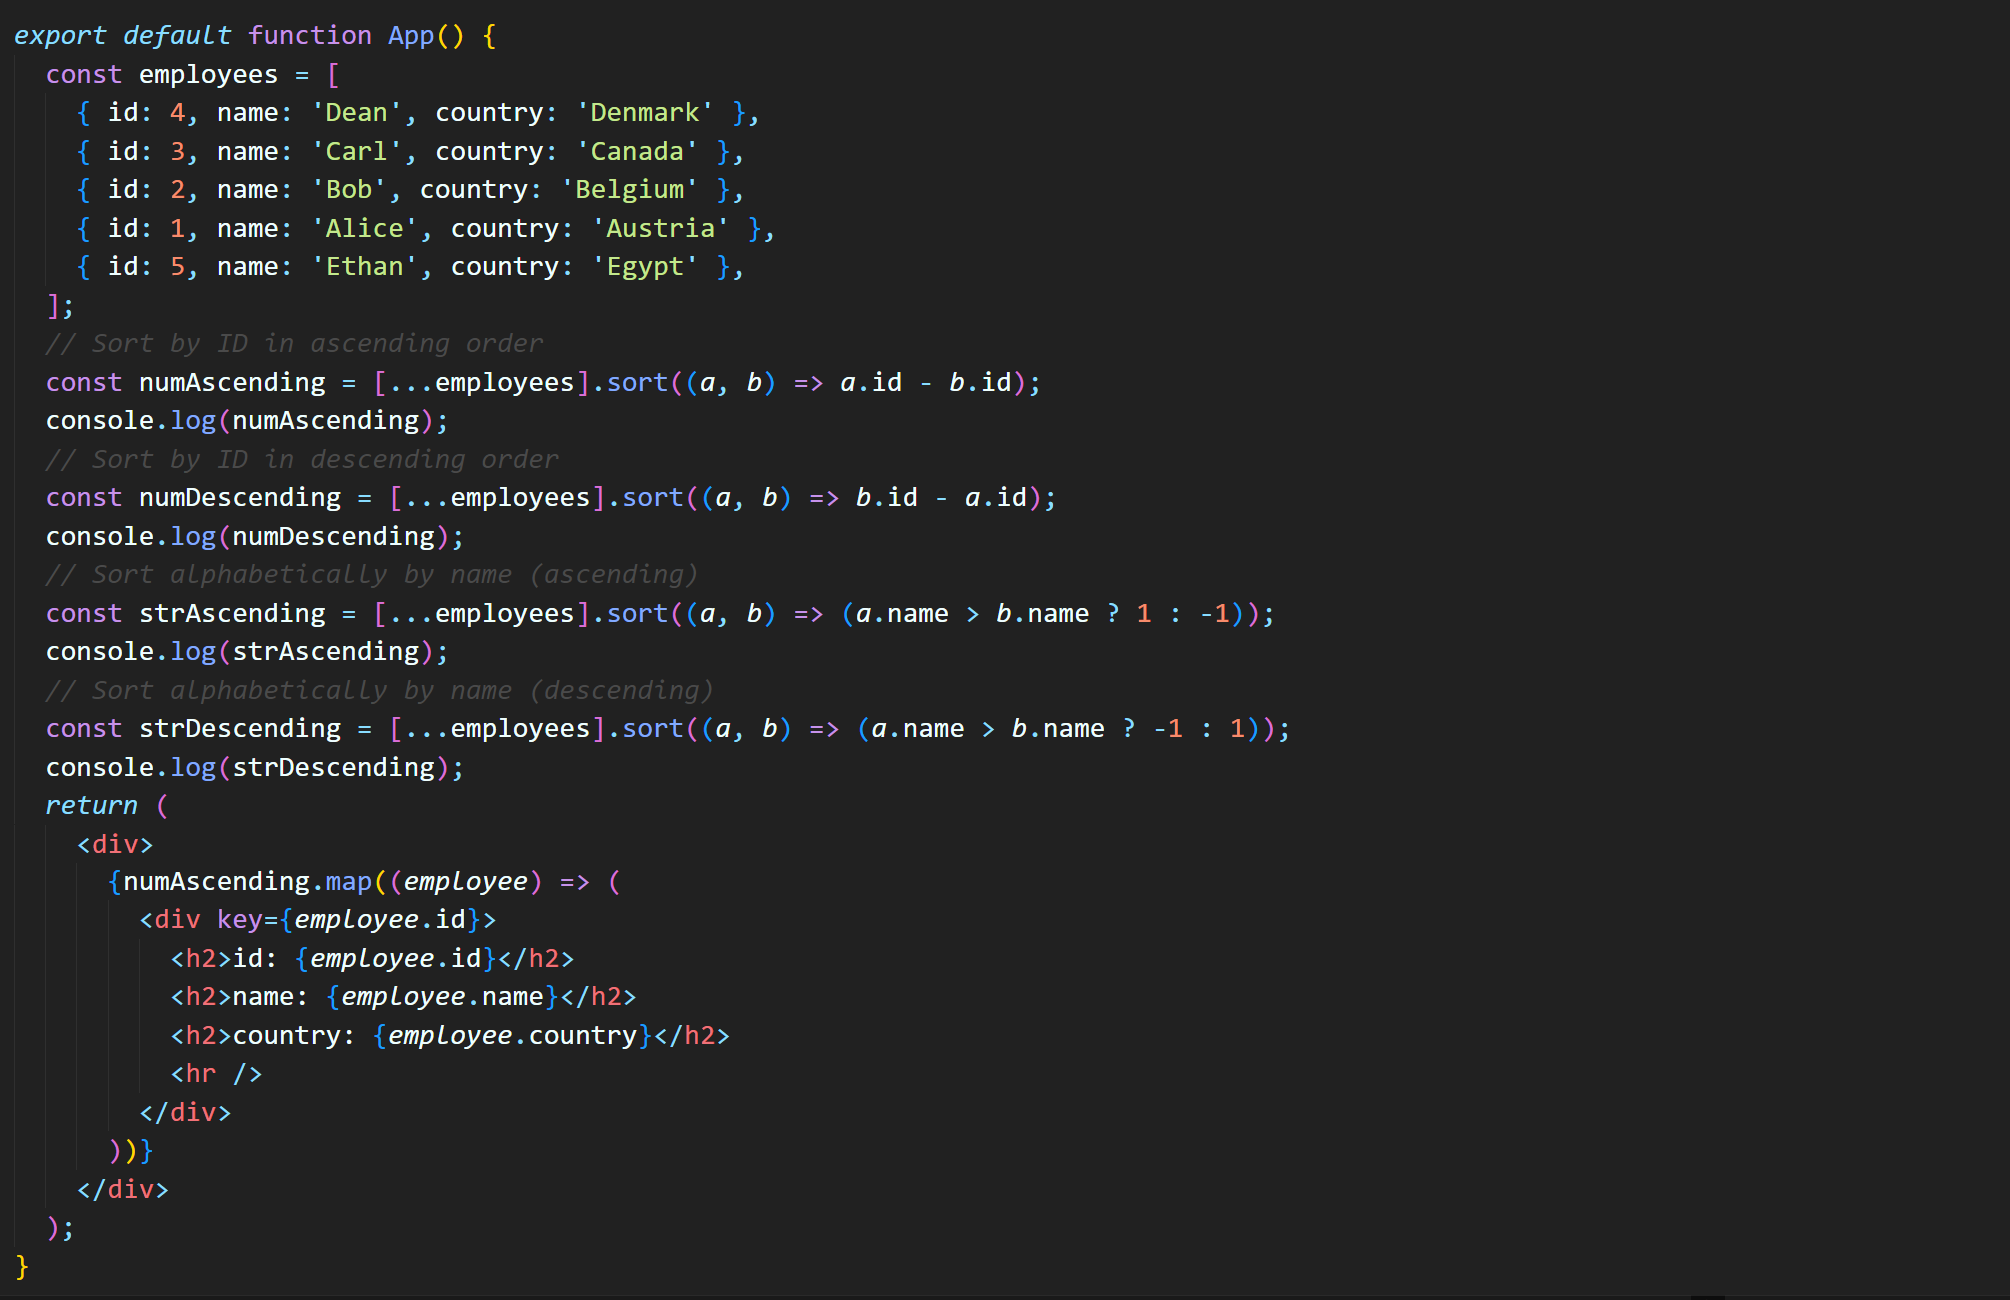 export default function App() {
  const employees = [
    { id: 4, name: 'Dean', country: 'Denmark' },
    { id: 3, name: 'Carl', country: 'Canada' },
    { id: 2, name: 'Bob', country: 'Belgium' },
    { id: 1, name: 'Alice', country: 'Austria' },
    { id: 5, name: 'Ethan', country: 'Egypt' },
  ];
  // Sort by ID in ascending order
  const numAscending = [...employees].sort((a, b) => a.id - b.id);
  console.log(numAscending);
  // Sort by ID in descending order
  const numDescending = [...employees].sort((a, b) => b.id - a.id);
  console.log(numDescending);
  // Sort alphabetically by name (ascending)
  const strAscending = [...employees].sort((a, b) => (a.name > b.name ? 1 : -1));
  console.log(strAscending);
  // Sort alphabetically by name (descending)
  const strDescending = [...employees].sort((a, b) => (a.name > b.name ? -1 : 1));
  console.log(strDescending);
  return (
    <div>
      {numAscending.map((employee) => (
        <div key={employee.id}>
          <h2>id: {employee.id}</h2>
          <h2>name: {employee.name}</h2>
          <h2>country: {employee.country}</h2>
          <hr />
        </div>
      ))}
    </div>
  );
}